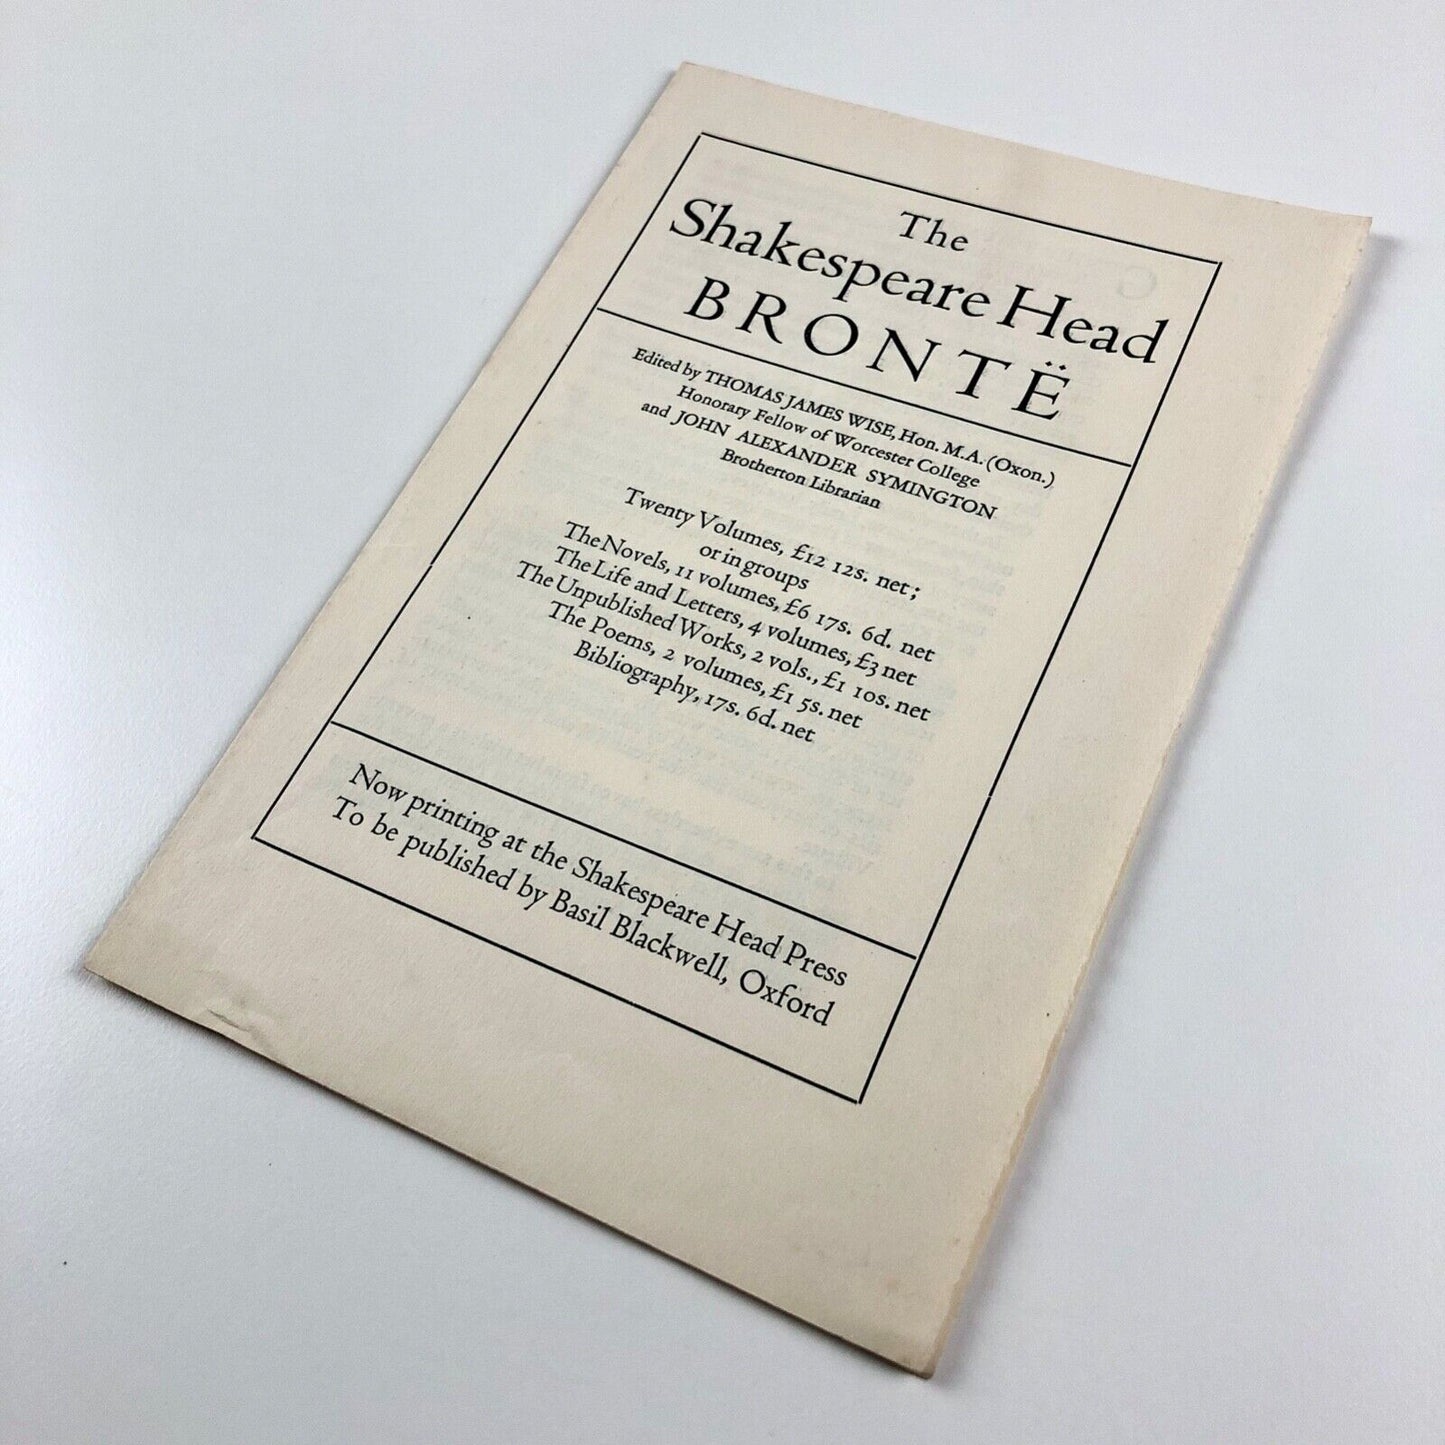 The
Shakespeare Head
BRONTË
Edited by THOMAS JAMES WISE, Hon. M.A. (Oxon.)
Honorary Fellow of Worcester College
and JOHN ALEXANDER SYMINGTON
Brotherton Librarian
Twenty Volumes, £12 12s. net;
or in groups
The Novels, 11 volumes, £6 17s. 6d. net
The Life and Letters, 4 volumes, £3 net
The Unpublished Works, 2 vols., £1 10s. net
The Poems, 2 volumes, £1 5s. net
Bibliography, 17s. 6d. net
Now printing at the Shakespeare Head Press
To be published by Basil Blackwell, Oxford